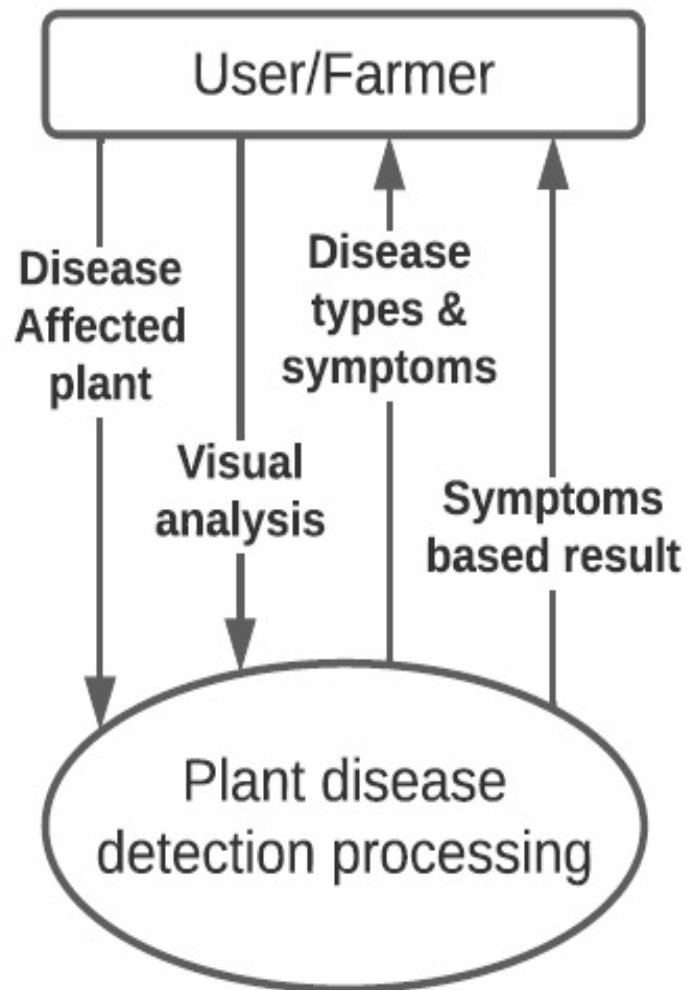 User/Farmer
Disease
Affected
plant
Visual
analysis
Disease
types &
symptoms
Symptoms
based result
Plant disease
detection processing